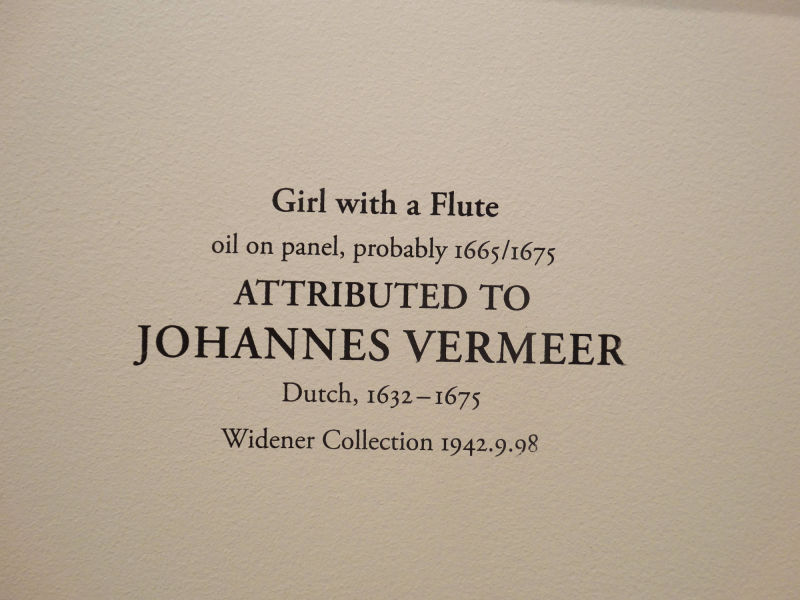 Girl with a Flute
oil on panel, probably 1665/1675
ATTRIBUTED TO
JOHANNES VERMEER
Dutch, 1632–1675
Widener Collection 1942.9.98